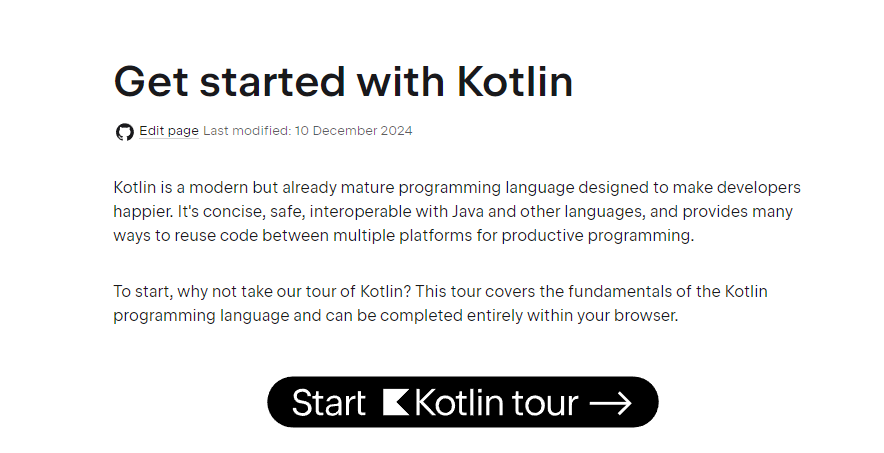 Get started with Kotlin
Edit page Last modified: 10 December 2024
Kotlin is a modern but already mature programming language designed to make developers
happier. It's concise, safe, interoperable with Java and other languages, and provides many
ways to reuse code between multiple platforms for productive programming.
To start, why not take our tour of Kotlin? This tour covers the fundamentals of the Kotlin
programming language and can be completed entirely within your browser.
Start Kotlin tour →